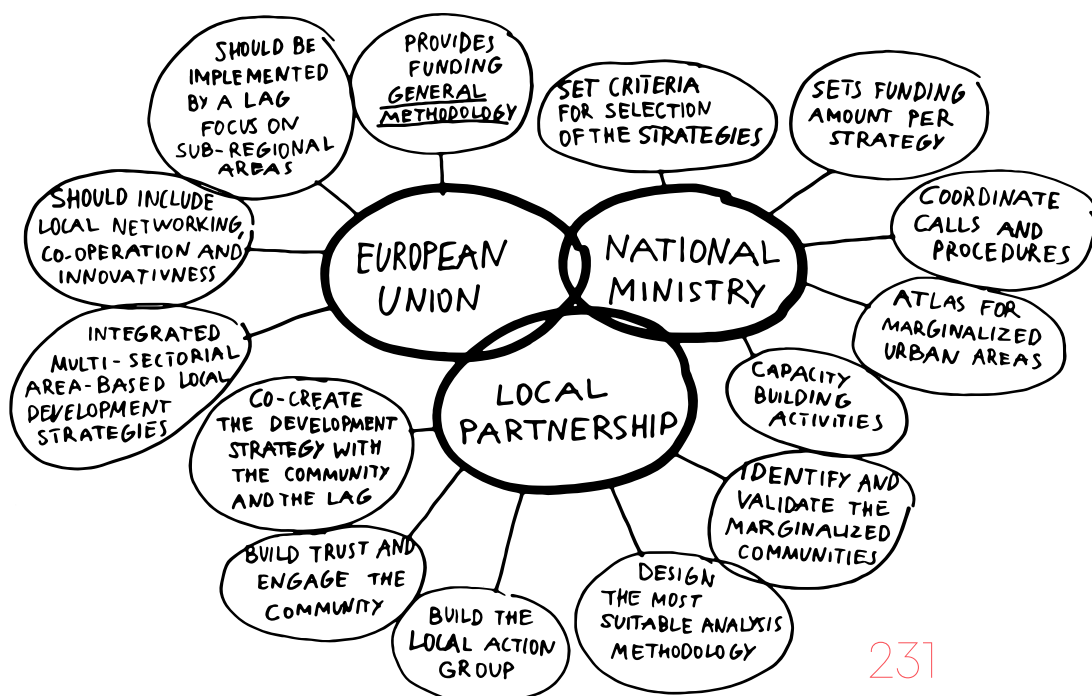 SHOULD BE
IMPLEMENTED
BY A LAG
FOCUS ON
SUB-REGIONAL
AREAS
PROVIDES
FUNDING
GENERAL
METHODOLOGY
SET CRITERIA
FOR SELECTION
OF THE STRATEGIES
SETS FUNDING
AMOUNT PER
STRATEGY
SHOULD INCLUDE
LOCAL NETWORKING,
CO-OPERATION AND
INNOVATIVNESS
EUROPEAN
UNION
NATIONAL
MINISTRY
COORDINATE
CALLS AND
PROCEDURES
INTEGRATED
MULTI-SECTORIAL
AREA-BASED LOCAL
DEVELOPMENT
STRATEGIES
ATLAS FOR
MARGINALIZED
URBAN AREAS
CAPACITY
BUILDING
ACTIVITIES
LOCAL
PARTNERSHIP
CO-CREATE
THE DEVELOPMENT
STRATEGY WITH
THE COMMUNITY
AND THE LAG
IDENTIFY AND
VALIDATE THE
MARGINALIZED
COMMUNITIES
BUILD TRUST AND
ENGAGE THE
COMMUNITY
BUILD THE
LOCAL ACTION
GROUP
DESIGN
THE MOST
SUITABLE ANALYSIS
METHODOLOGY
231